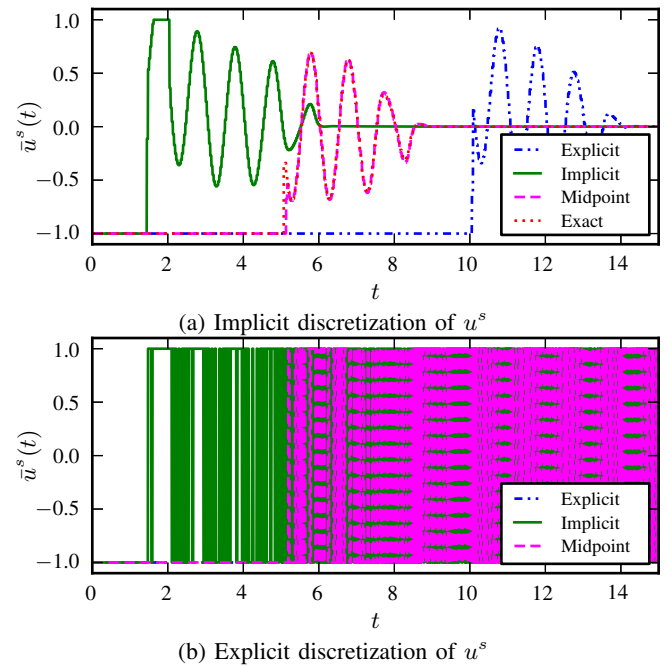 1.0
0.5
0.0
−0.5
−1.0
ū^s(t)
Explicit
Implicit
Midpoint
Exact
0 2 4 6 8 10 12 14
t
(a) Implicit discretization of u^s
1.0
0.5
0.0
−0.5
−1.0
ū^s(t)
Explicit
Implicit
Midpoint
0 2 4 6 8 10 12 14
t
(b) Explicit discretization of u^s